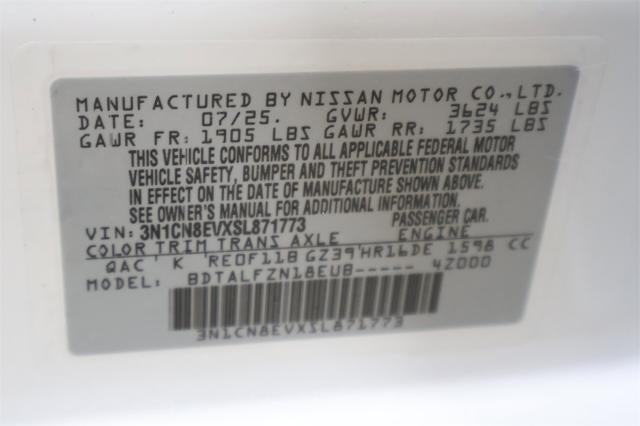 MANUFACTURED BY NISSAN MOTOR CO., LTD.
DATE: 07/25. GVWR: 3624 LBS
GAWR FR: 1905 LBS GAWR RR: 1735 LBS
THIS VEHICLE CONFORMS TO ALL APPLICABLE FEDERAL MOTOR
VEHICLE SAFETY, BUMPER AND THEFT PREVENTION STANDARDS
IN EFFECT ON THE DATE OF MANUFACTURE SHOWN ABOVE.
SEE OWNER'S MANUAL FOR ADDITIONAL INFORMATION.
VIN: 3N1CN8EVXSL871773 PASSENGER CAR.
COLOR TRIM TRANS AXLE ENGINE
QAC K RE0F11B GZ39 HR16DE 1598 CC
MODEL: BDTALFZN18EUB----- 4Z000
3N1CN8EVXSL871773